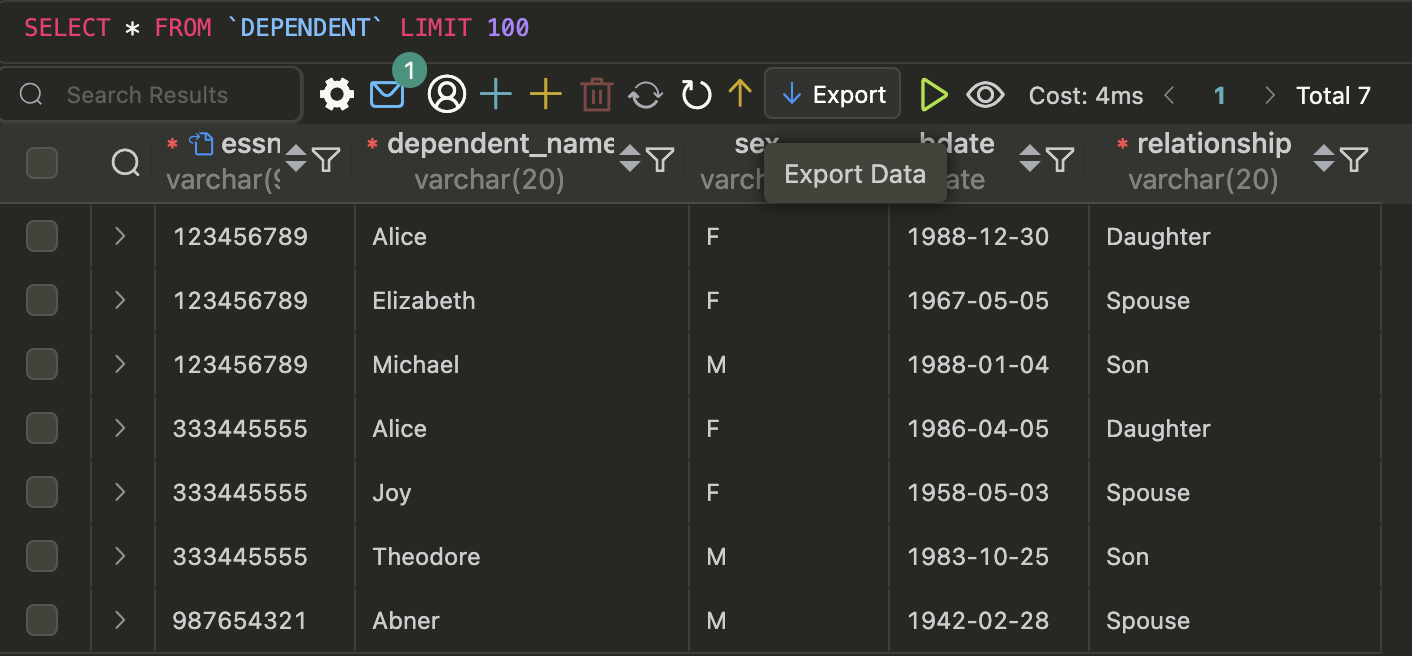 SELECT * FROM `DEPENDENT` LIMIT 100
Search Results 1 Export Cost: 4ms 1 Total 7
* essn * dependent_name sex bdate * relationship
varchar(9 varchar(20) varch ate varchar(20)
Export Data
123456789 Alice F 1988-12-30 Daughter
123456789 Elizabeth F 1967-05-05 Spouse
123456789 Michael M 1988-01-04 Son
333445555 Alice F 1986-04-05 Daughter
333445555 Joy F 1958-05-03 Spouse
333445555 Theodore M 1983-10-25 Son
987654321 Abner M 1942-02-28 Spouse